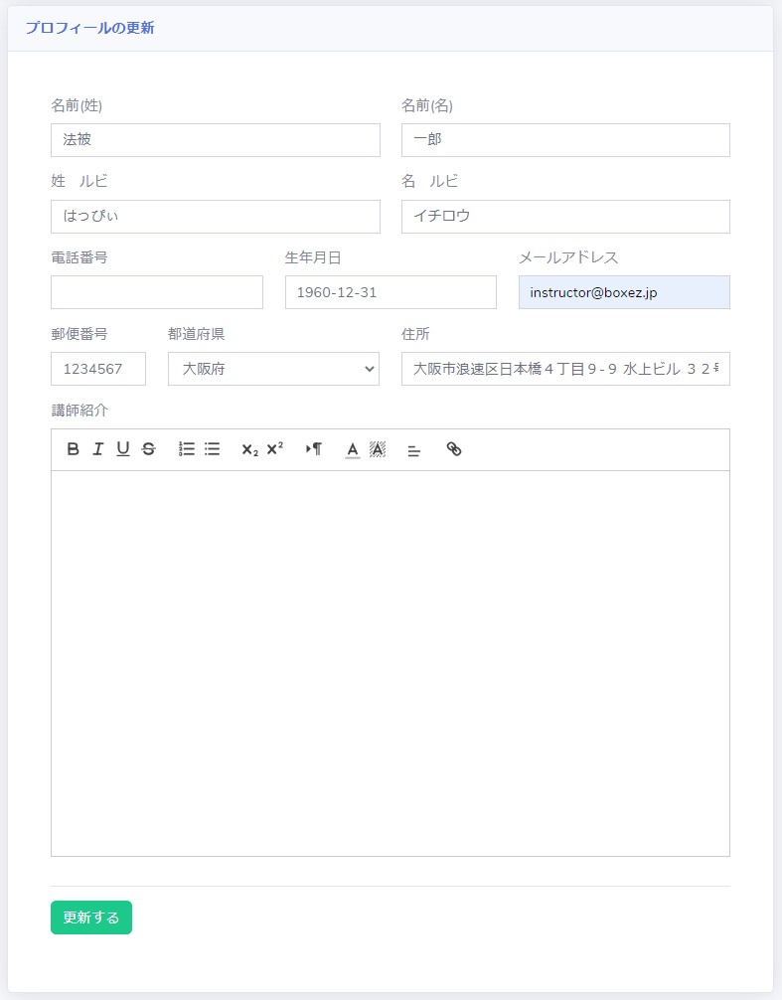 プロフィールの更新
名前(姓) 名前(名)
法被 一郎
姓　ルビ 名　ルビ
はっぴぃ イチロウ
電話番号 生年月日 メールアドレス
1960-12-31 instructor@boxez.jp
郵便番号 都道府県 住所
1234567 大阪府 大阪市浪速区日本橋４丁目９-９ 水上ビル ３２
講師紹介
更新する